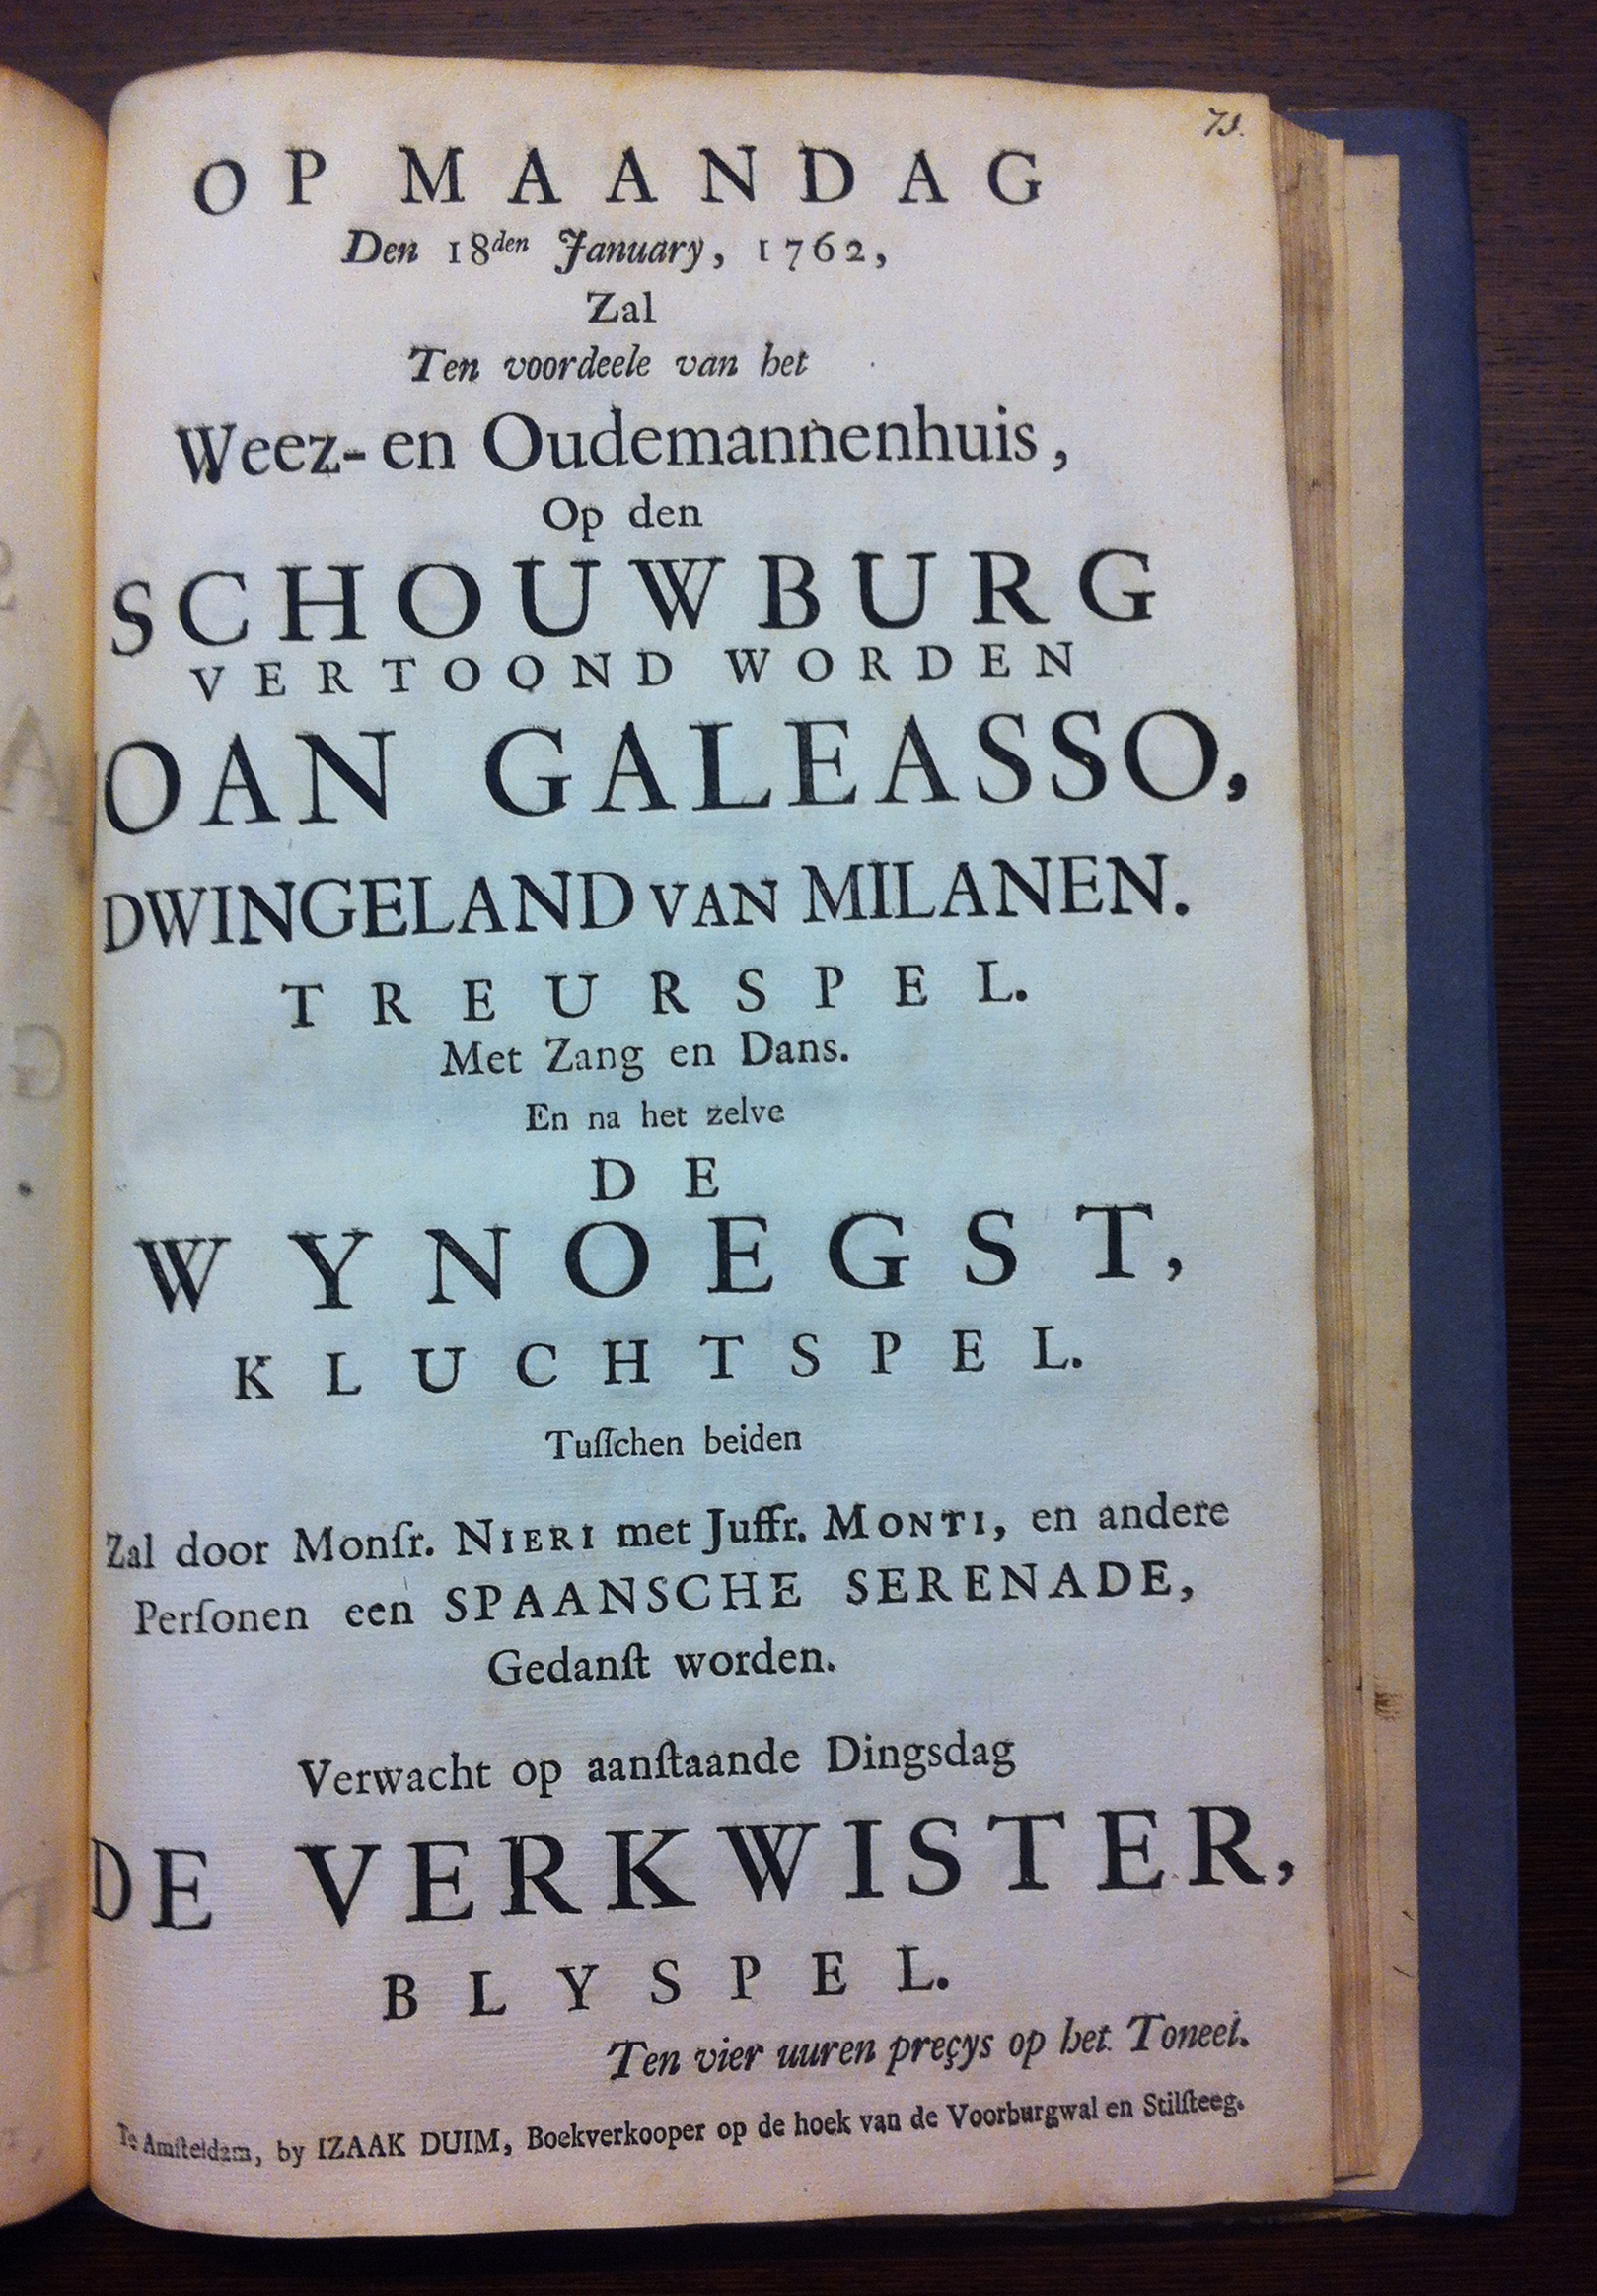 OP MAANDAG
Den 18den January, 1762,
Zal
Ten voordeele van het
Weez- en Oudemannenhuis,
Op den
SCHOUWBURG
VERTOOND WORDEN
OAN GALEASSO,
DWINGELAND VAN MILANEN.
TREURSPEL.
Met Zang en Dans.
En na het zelve
DE
WYNOEGST,
KLUCHTSPEL.
Tuſſchen beiden
Zal door Monſr. NIERI met Juffr. MONTI, en andere
Perſonen een SPAANSCHE SERENADE,
Gedanſt worden.
Verwacht op aanſtaande Dingsdag
DE VERKWISTER,
BLYSPEL.
Ten vier uuren preçys op het Toneel.
Te Amſteldam, by IZAAK DUIM, Boekverkooper op de hoek van de Voorburgwal en Stilſteeg.